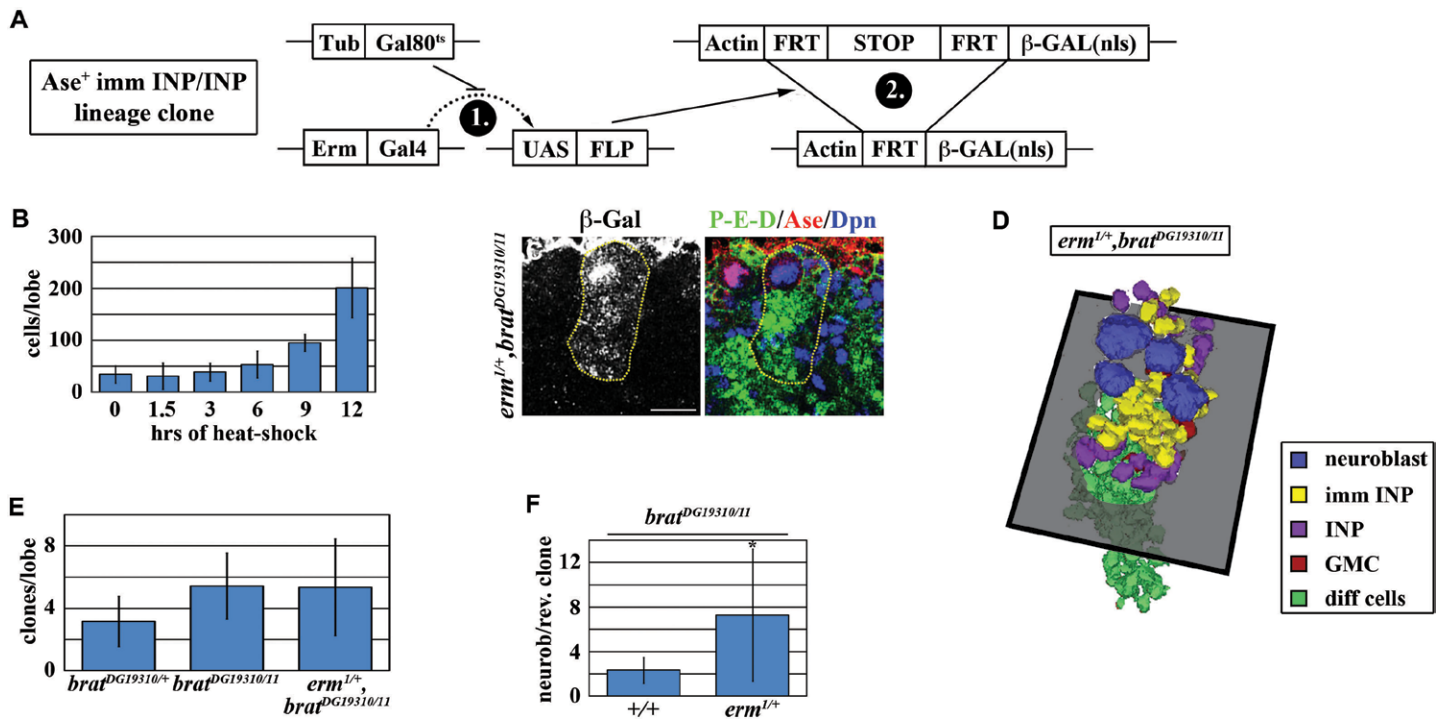 A
Tub Gal80ts
Actin FRT STOP FRT β-GAL(nls)
Ase+ imm INP/INP
lineage clone
1.
2.
Erm Gal4
UAS FLP
Actin FRT β-GAL(nls)
B
300
200
100
0
cells/lobe
0 1.5 3 6 9 12
hrs of heat-shock
β-Gal
P-E-D/Ase/Dpn
erm1/+,bratDG19310/11
D
erm1/+,bratDG19310/11
neuroblast
imm INP
INP
GMC
diff cells
E
8
4
0
clones/lobe
bratDG19310/+ bratDG19310/11 erm1/+,
bratDG19310/11
F
bratDG19310/11
*
12
8
4
0
neurob/rev. clone
+/+ erm1/+